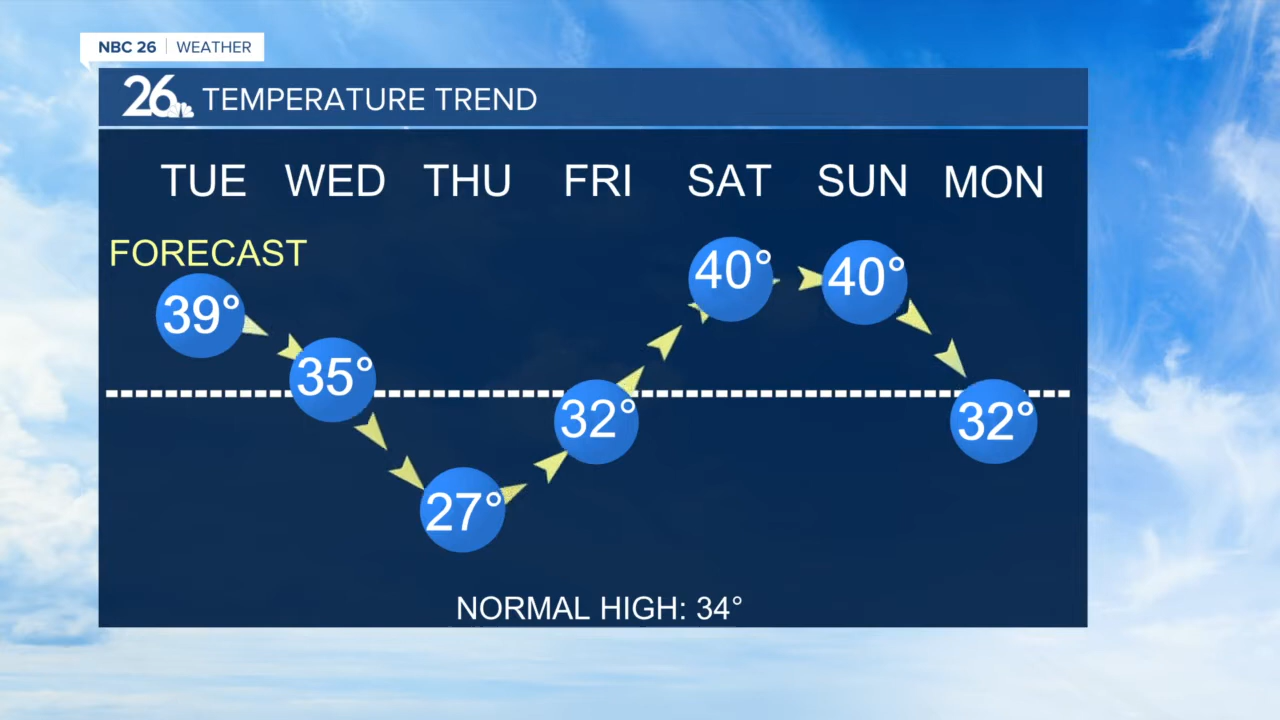 NBC 26 | WEATHER
26 TEMPERATURE TREND
TUE WED THU FRI SAT SUN MON
FORECAST
39° 35° 27° 32° 40° 40° 32°
NORMAL HIGH: 34°